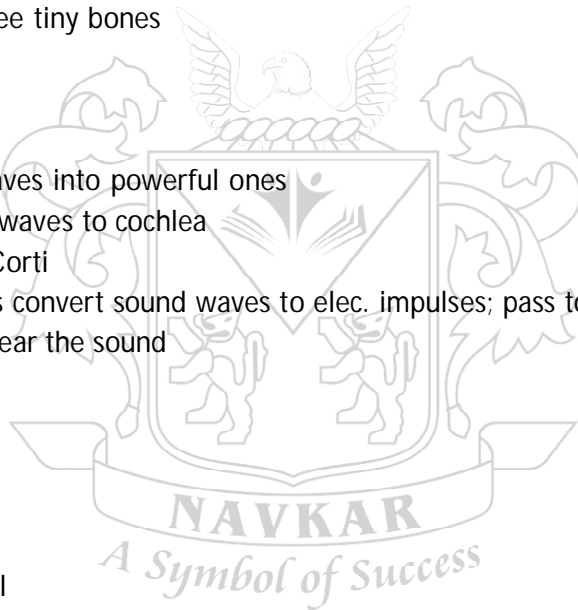 ee tiny bones
aves into powerful ones
waves to cochlea
Corti
s convert sound waves to elec. impulses; pass to
ear the sound
NAVKAR
A Symbol of Success
l